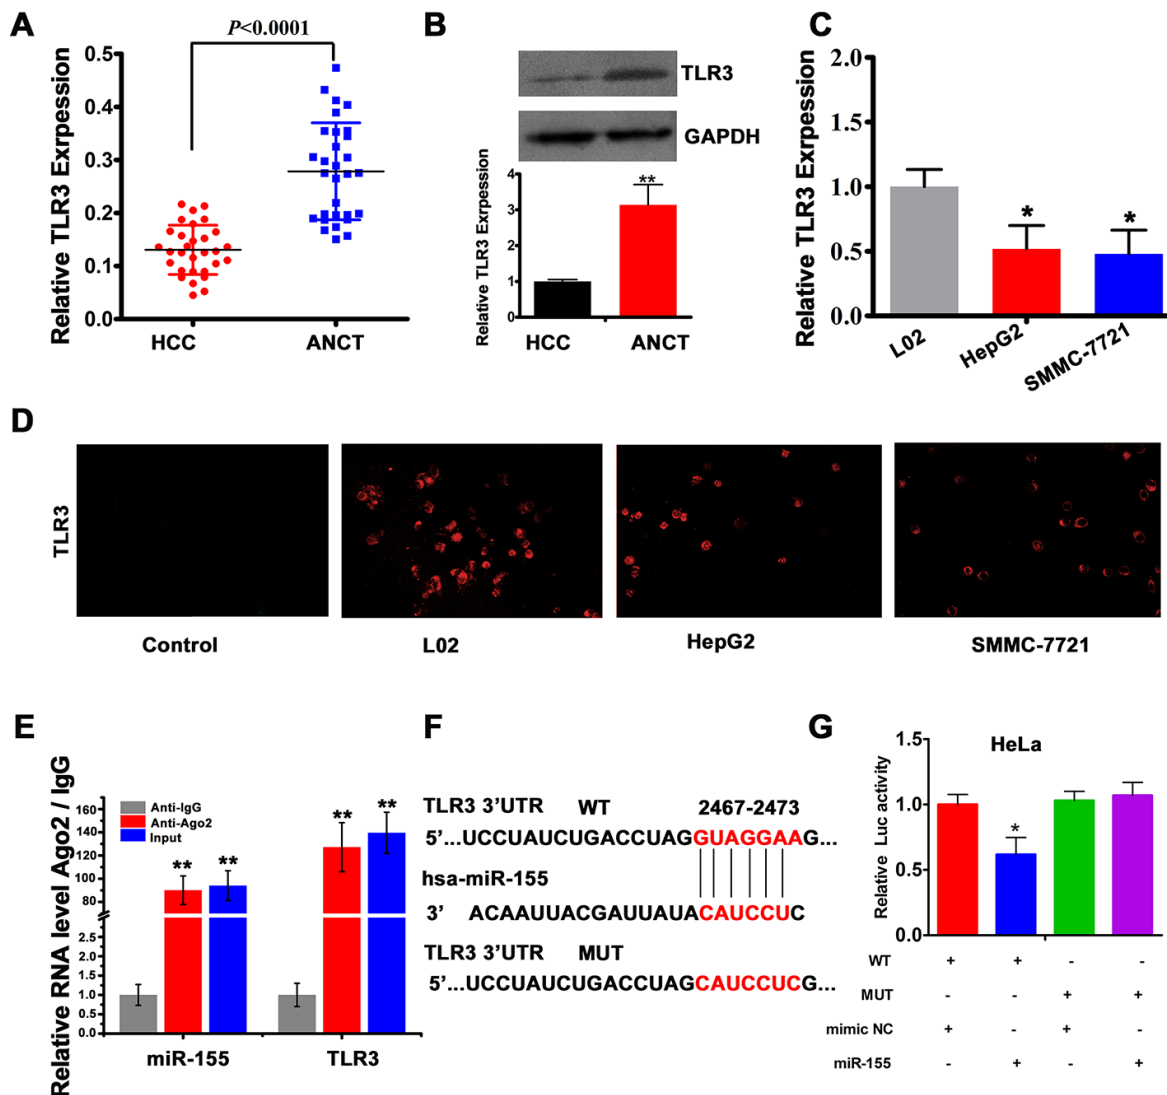 A
P<0.0001
Relative TLR3 Exrpession
0.5
0.4
0.3
0.2
0.1
0.0
HCC
ANCT
B
TLR3
GAPDH
Relative TLR3 Exrpession
4
3
2
1
0
**
HCC
ANCT
C
Relative TLR3 Exrpession
2.0
1.5
1.0
0.5
0.0
*
*
L02
HepG2
SMMC-7721
D
TLR3
Control
L02
HepG2
SMMC-7721
E
Relative RNA level Ago2 / IgG
160
140
120
100
80
2.5
2.0
1.5
1.0
0.5
0.0
Anti-IgG
Anti-Ago2
Input
**
**
**
**
miR-155
TLR3
F
TLR3 3’UTR WT 2467-2473
5’...UCCUAUCUGACCUAGGUAGGAAG...
hsa-miR-155
3’ ACAAUUACGAUUAUACAUCCUC
TLR3 3’UTR MUT
5’...UCCUAUCUGACCUAGCAUCCUCG...
G
HeLa
Relative Luc activity
1.5
1.0
0.5
0.0
*
WT + + - -
MUT - - + +
mimic NC + - + -
miR-155 - + - +